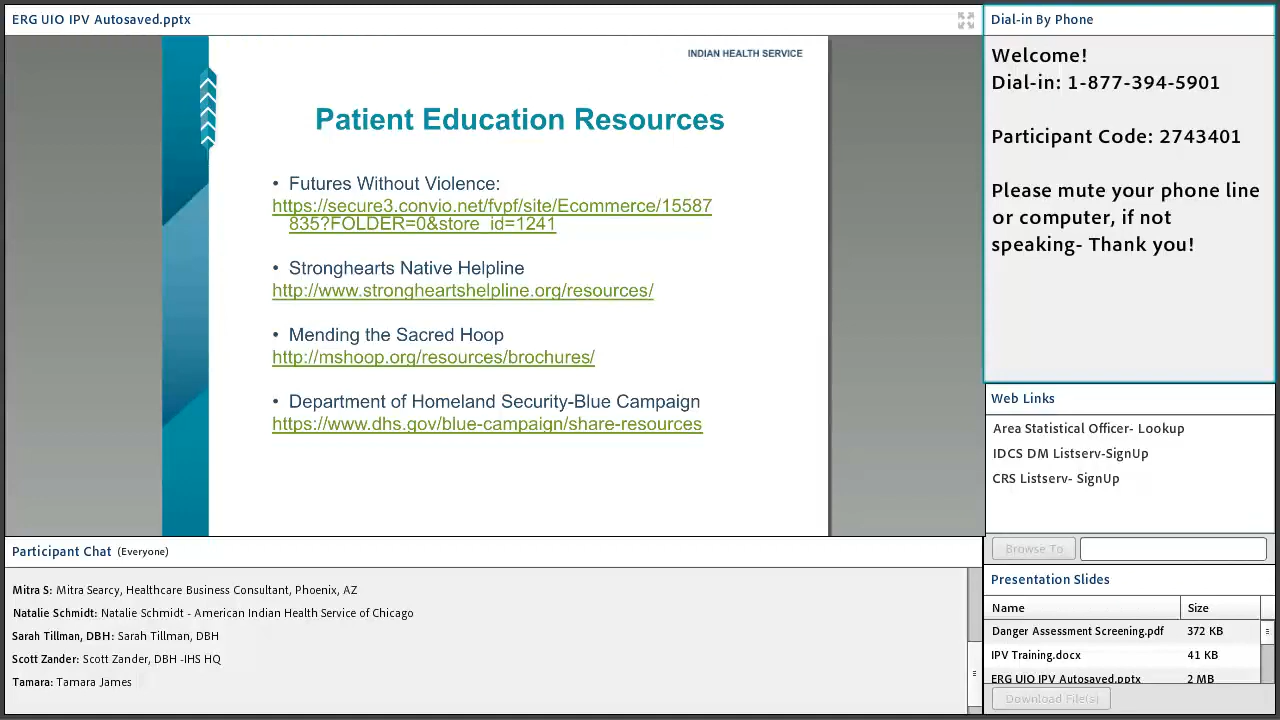 ERG UIO IPV Autosaved.pptx
INDIAN HEALTH SERVICE
Patient Education Resources
• Futures Without Violence:
https://secure3.convio.net/fvpf/site/Ecommerce/15587
835?FOLDER=0&store_id=1241
• Stronghearts Native Helpline
http://www.strongheartshelpline.org/resources/
• Mending the Sacred Hoop
http://mshoop.org/resources/brochures/
• Department of Homeland Security-Blue Campaign
https://www.dhs.gov/blue-campaign/share-resources
Participant Chat (Everyone)
Mitra S: Mitra Searcy, Healthcare Business Consultant, Phoenix, AZ
Natalie Schmidt: Natalie Schmidt - American Indian Health Service of Chicago
Sarah Tillman, DBH: Sarah Tillman, DBH
Scott Zander: Scott Zander, DBH -IHS HQ
Tamara: Tamara James
Dial-in By Phone
Welcome!
Dial-in: 1-877-394-5901
Participant Code: 2743401
Please mute your phone line
or computer, if not
speaking- Thank you!
Web Links
Area Statistical Officer- Lookup
IDCS DM Listserv-SignUp
CRS Listserv- SignUp
Browse To
Presentation Slides
Name Size
Danger Assessment Screening.pdf 372 KB
IPV Training.docx 41 KB
ERG UIO IPV Autosaved.pptx 2 MB
Download File(s)